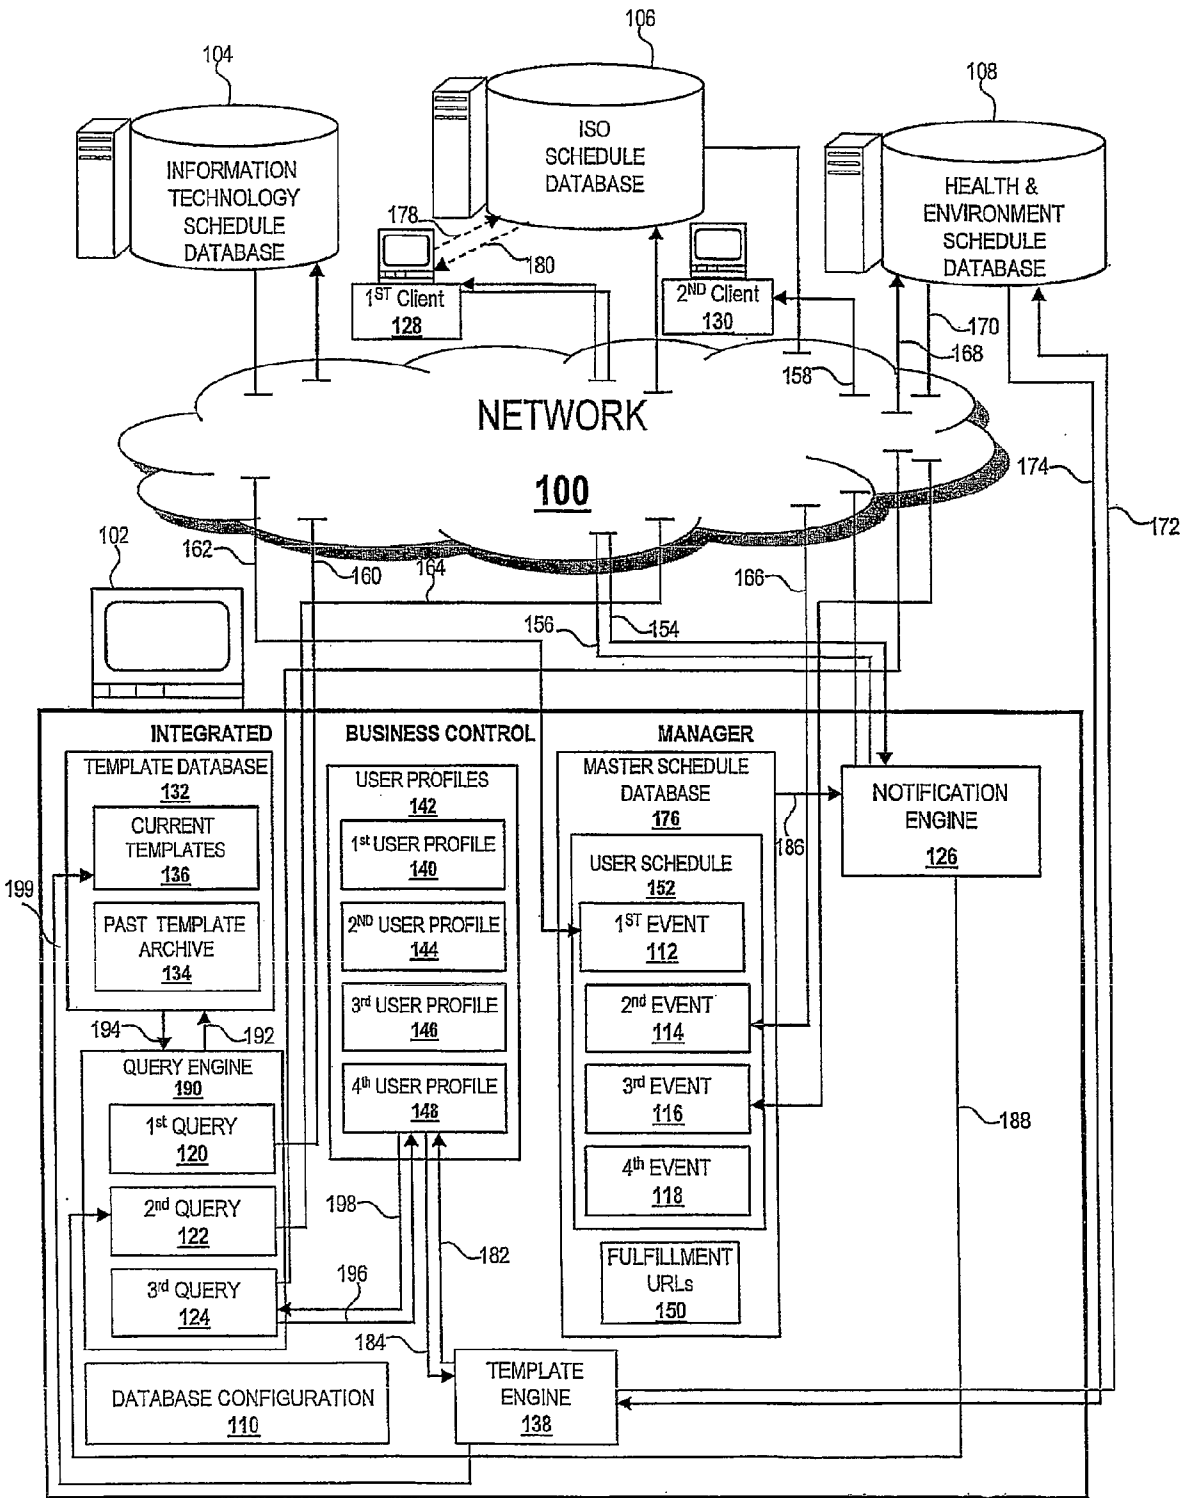 106
104
108
ISO
SCHEDULE
DATABASE
INFORMATION
TECHNOLOGY
SCHEDULE
DATABASE
HEALTH &
ENVIRONMENT
SCHEDULE
DATABASE
178
180
1ST Client
128
2ND Client
130
170
168
158
NETWORK
100
174
172
102
162
160
164
166
156
154
INTEGRATED
BUSINESS CONTROL
MANAGER
TEMPLATE DATABASE
132
CURRENT
TEMPLATES
136
PAST TEMPLATE
ARCHIVE
134
199
194
192
QUERY ENGINE
190
1st QUERY
120
2nd QUERY
122
3rd QUERY
124
DATABASE CONFIGURATION
110
USER PROFILES
142
1st USER PROFILE
140
2ND USER PROFILE
144
3rd USER PROFILE
146
4th USER PROFILE
148
198
182
196
184
TEMPLATE
ENGINE
138
MASTER SCHEDULE
DATABASE
176
USER SCHEDULE
152
1ST EVENT
112
2nd EVENT
114
3rd EVENT
116
4th EVENT
118
FULFILLMENT
URLs
150
186
NOTIFICATION
ENGINE
126
188